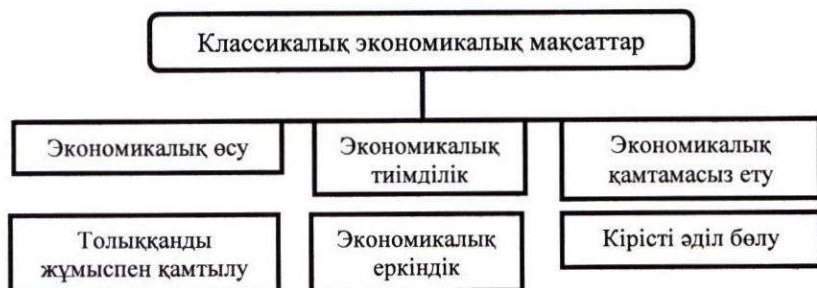 Классикалық экономикалық мақсаттар
Экономикалық өсу
Экономикалық
тиімділік
Экономикалық
қамтамасыз ету
Толыққанды
жұмыспен қамтылу
Экономикалық
еркіндік
Кірісті әділ бөлу